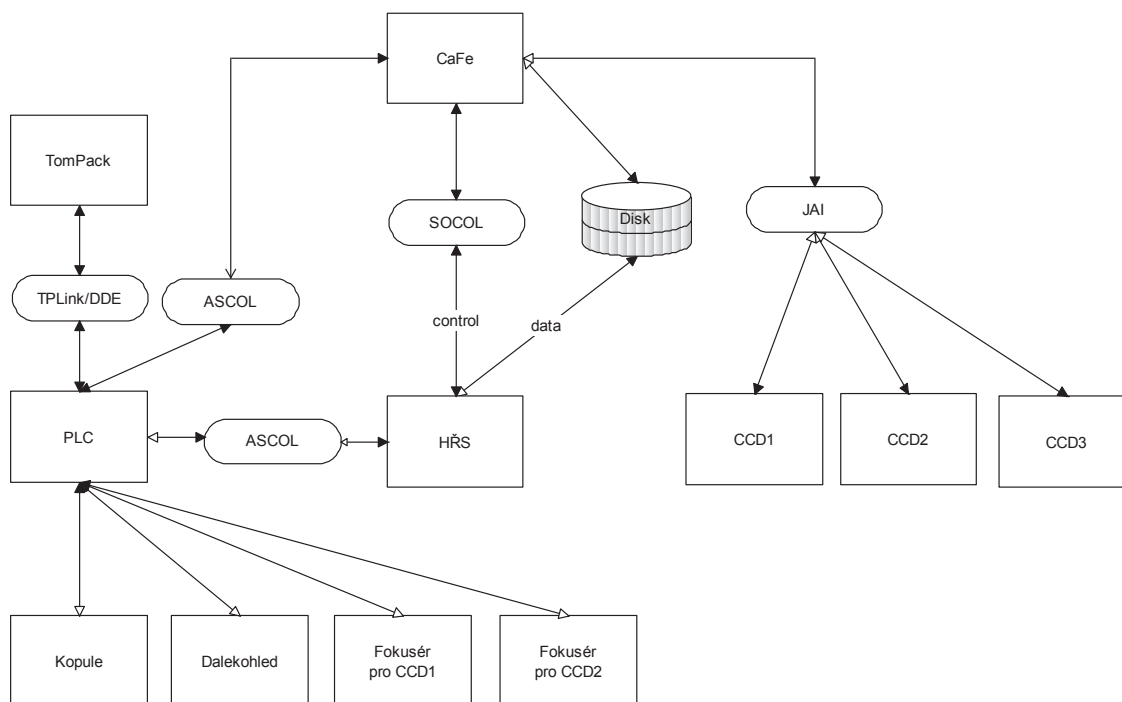 CaFe
TomPack
SOCOL
Disk
JAI
TPLink/DDE
ASCOL
control
data
PLC
ASCOL
HŘS
CCD1
CCD2
CCD3
Kopule
Dalekohled
Fokusér
pro CCD1
Fokusér
pro CCD2